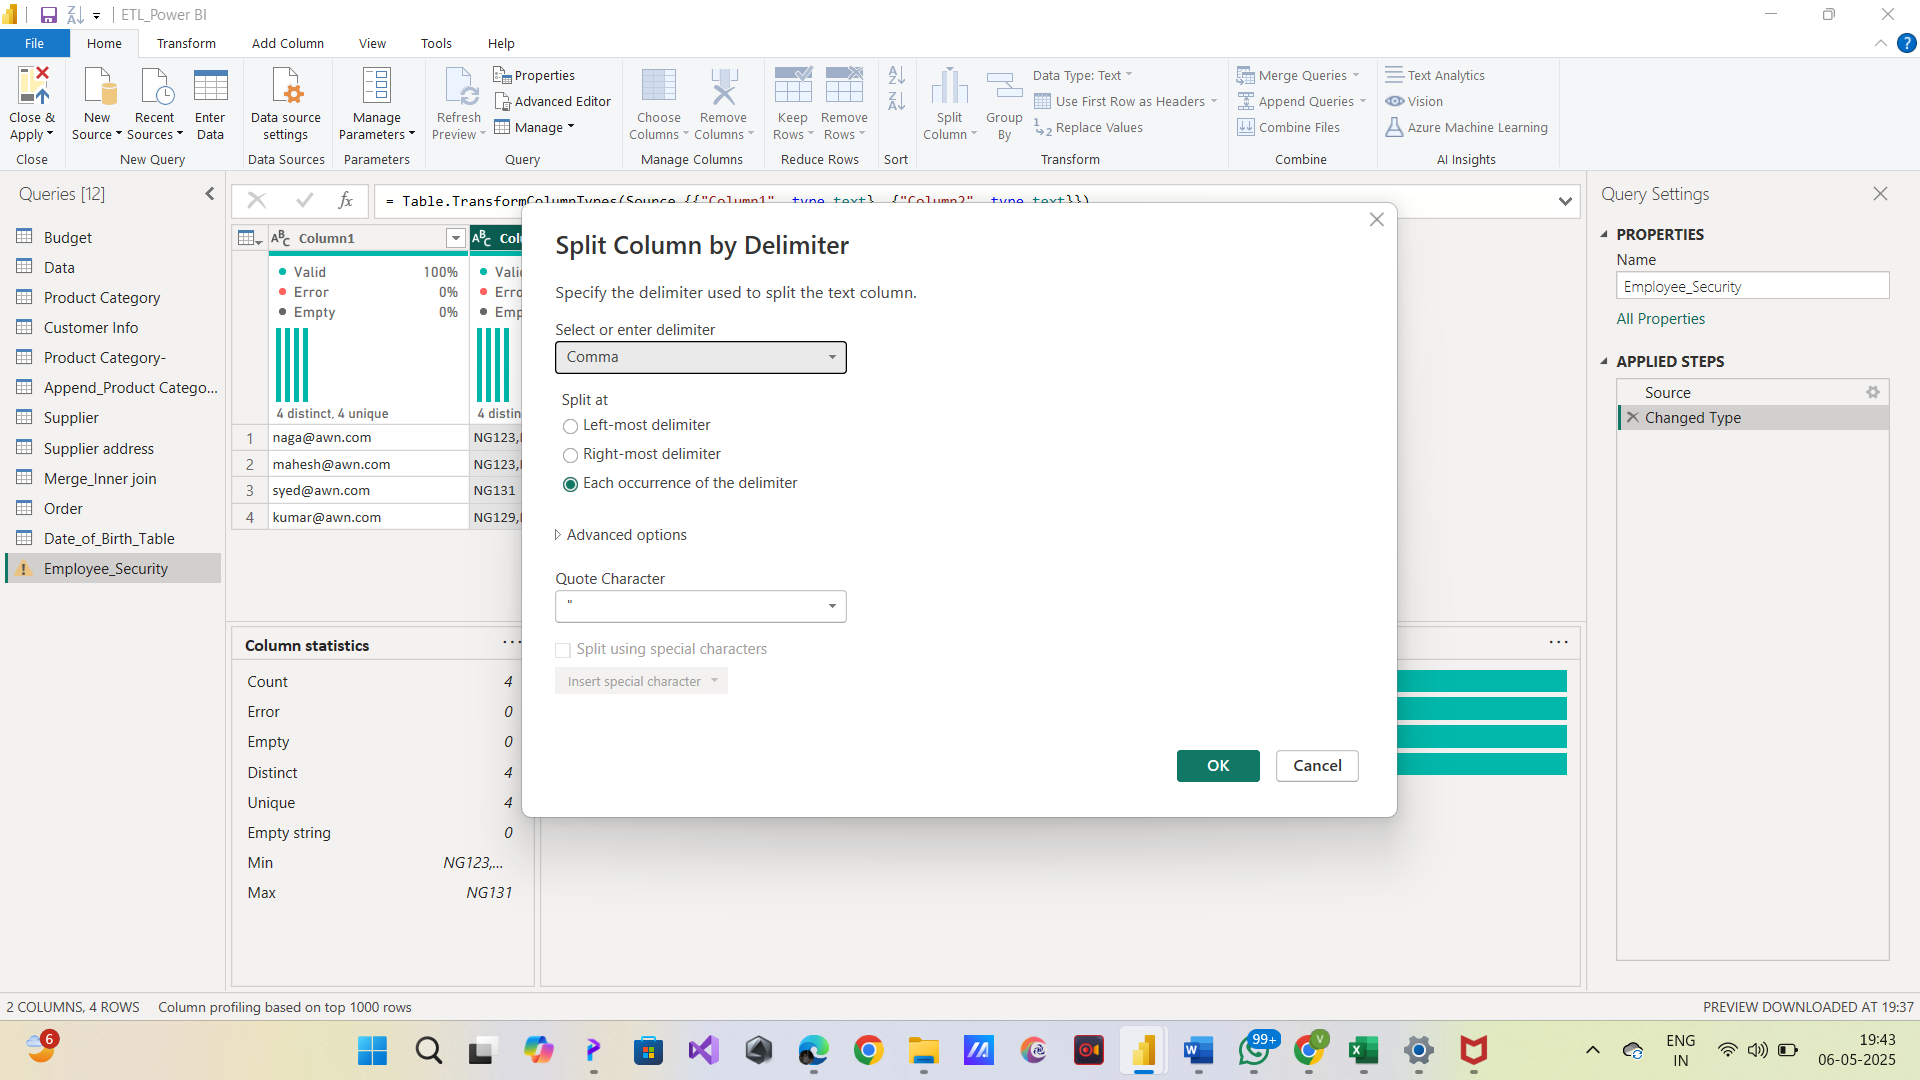 ETL_Power BI
File
Home
Transform
Add Column
View
Tools
Help
?
Close &
Apply
Close
New
Source
Recent
Sources
Enter
Data
New Query
Data source
settings
Data Sources
Manage
Parameters
Parameters
Refresh
Preview
Properties
Advanced Editor
Manage
Query
Choose
Columns
Remove
Columns
Manage Columns
Keep
Rows
Remove
Rows
Reduce Rows
Sort
Split
Column
Group
By
Data Type: Text
Use First Row as Headers
Replace Values
Transform
Merge Queries
Append Queries
Combine Files
Combine
Text Analytics
Vision
Azure Machine Learning
AI Insights
Queries [12]
Budget
Data
Product Category
Customer Info
Product Category-
Append_Product Catego...
Supplier
Supplier address
Merge_Inner join
Order
Date_of_Birth_Table
Employee_Security
fx
= Table.TransformColumnTypes(Source,{{"Column1", type text}, {"Column2", type text}})
ABC Column1
ABC
Valid 100%
Error 0%
Empty 0%
4 distinct, 4 unique
1 naga@awn.com
2 mahesh@awn.com
3 syed@awn.com NG131
4 kumar@awn.com
Split Column by Delimiter
Specify the delimiter used to split the text column.
Select or enter delimiter
Comma
Split at
Left-most delimiter
Right-most delimiter
Each occurrence of the delimiter
Advanced options
Quote Character
"
Split using special characters
Insert special character
OK
Cancel
Column statistics
...
Count 4
Error 0
Empty 0
Distinct 4
Unique 4
Empty string 0
Min NG123,...
Max NG131
...
Query Settings
PROPERTIES
Name
Employee_Security
All Properties
APPLIED STEPS
Source
Changed Type
2 COLUMNS, 4 ROWS
Column profiling based on top 1000 rows
PREVIEW DOWNLOADED AT 19:37
6
99+
V
ENG
IN
19:43
06-05-2025